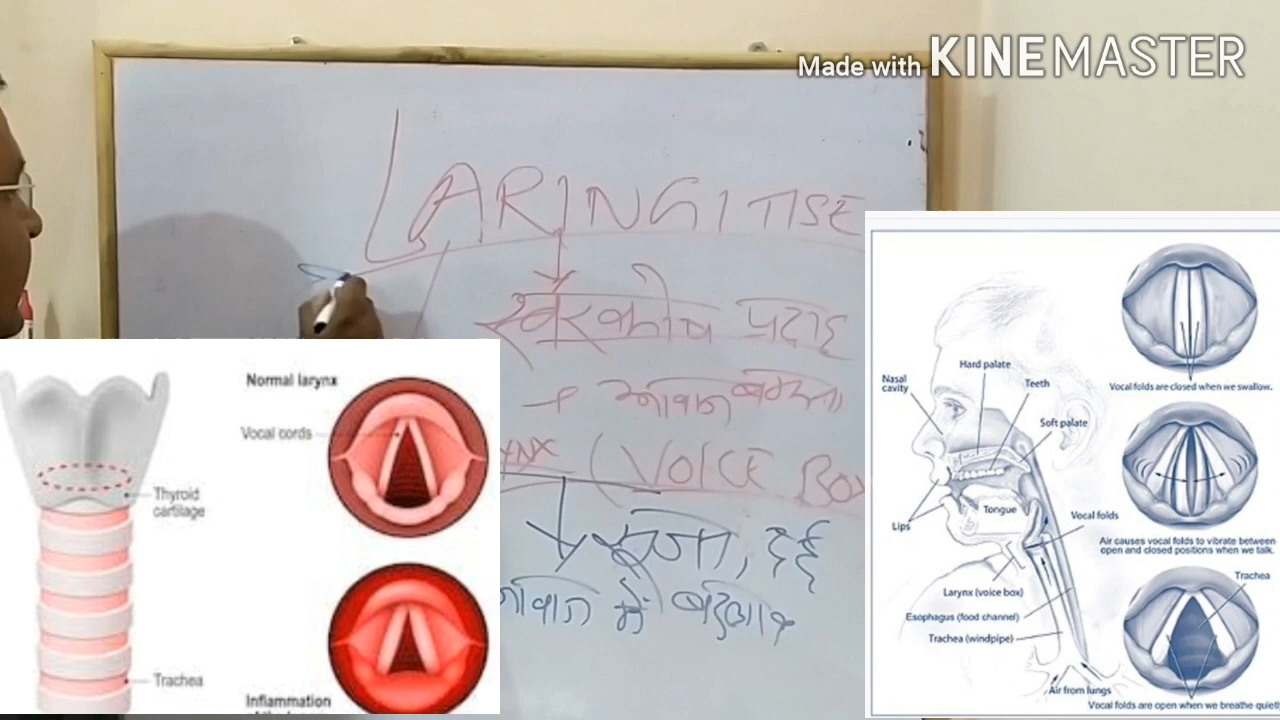 Made with KINEMASTER
LARINGITISE
स्वरकोष प्रदाह
आवाज
YNX (VOICE BOX
सूजन, दर्द
में बदलाव
Normal larynx
Vocal cords
Thyroid
cartilage
Trachea
Inflammation
Nasal
cavity
Hard palate
Teeth
Soft palate
Tongue
Lips
Vocal folds
Larynx (voice box)
Esophagus (food channel)
Trachea (windpipe)
Air from lungs
Vocal folds are closed when we swallow.
Air causes vocal folds to vibrate between
open and closed positions when we talk.
Trachea
Vocal folds are open when we breathe quiet